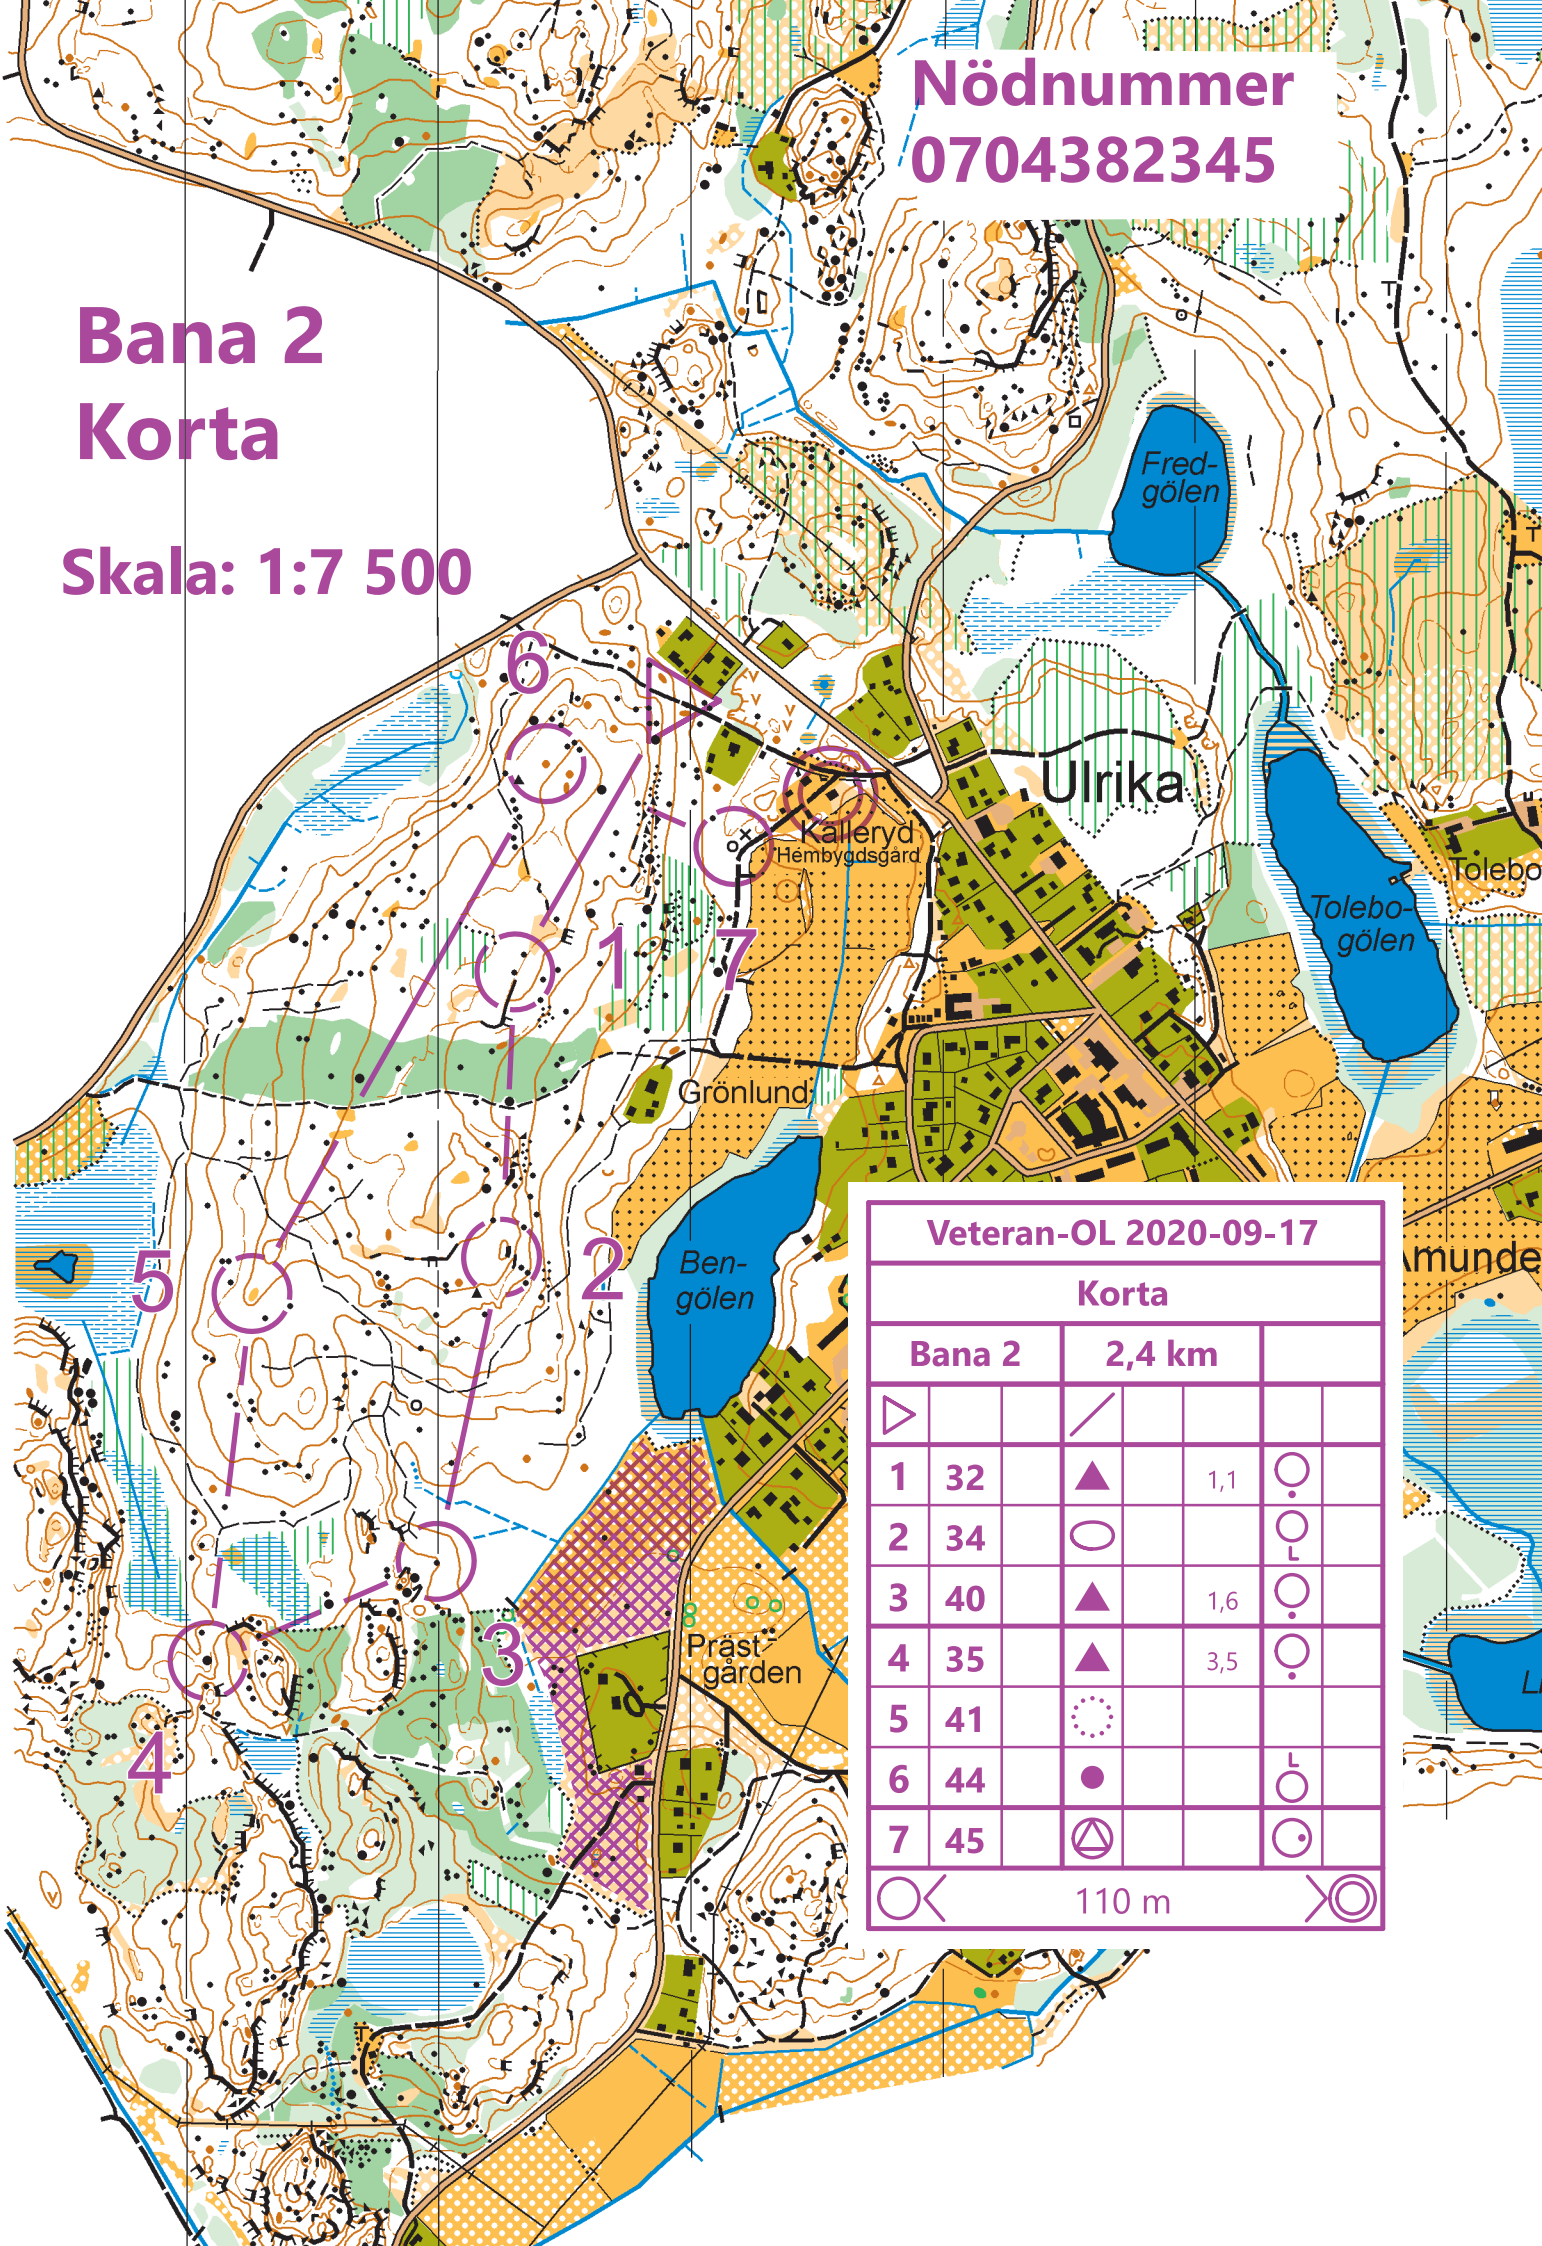 Nödnummer
0704382345
Bana 2
Korta
Skala: 1:7 500
Fred-
gölen
6
Ulrika
Källeryd
Hembygdsgård
Tolebo
Tolebo-
gölen
1
7
Grönlund
5
2
Ben-
gölen
Amunde
3
Präst-
gården
4
Veteran-OL 2020-09-17
Korta
Bana 2 2,4 km
1 32 1,1
2 34
3 40 1,6
4 35 3,5
5 41
6 44
7 45
110 m